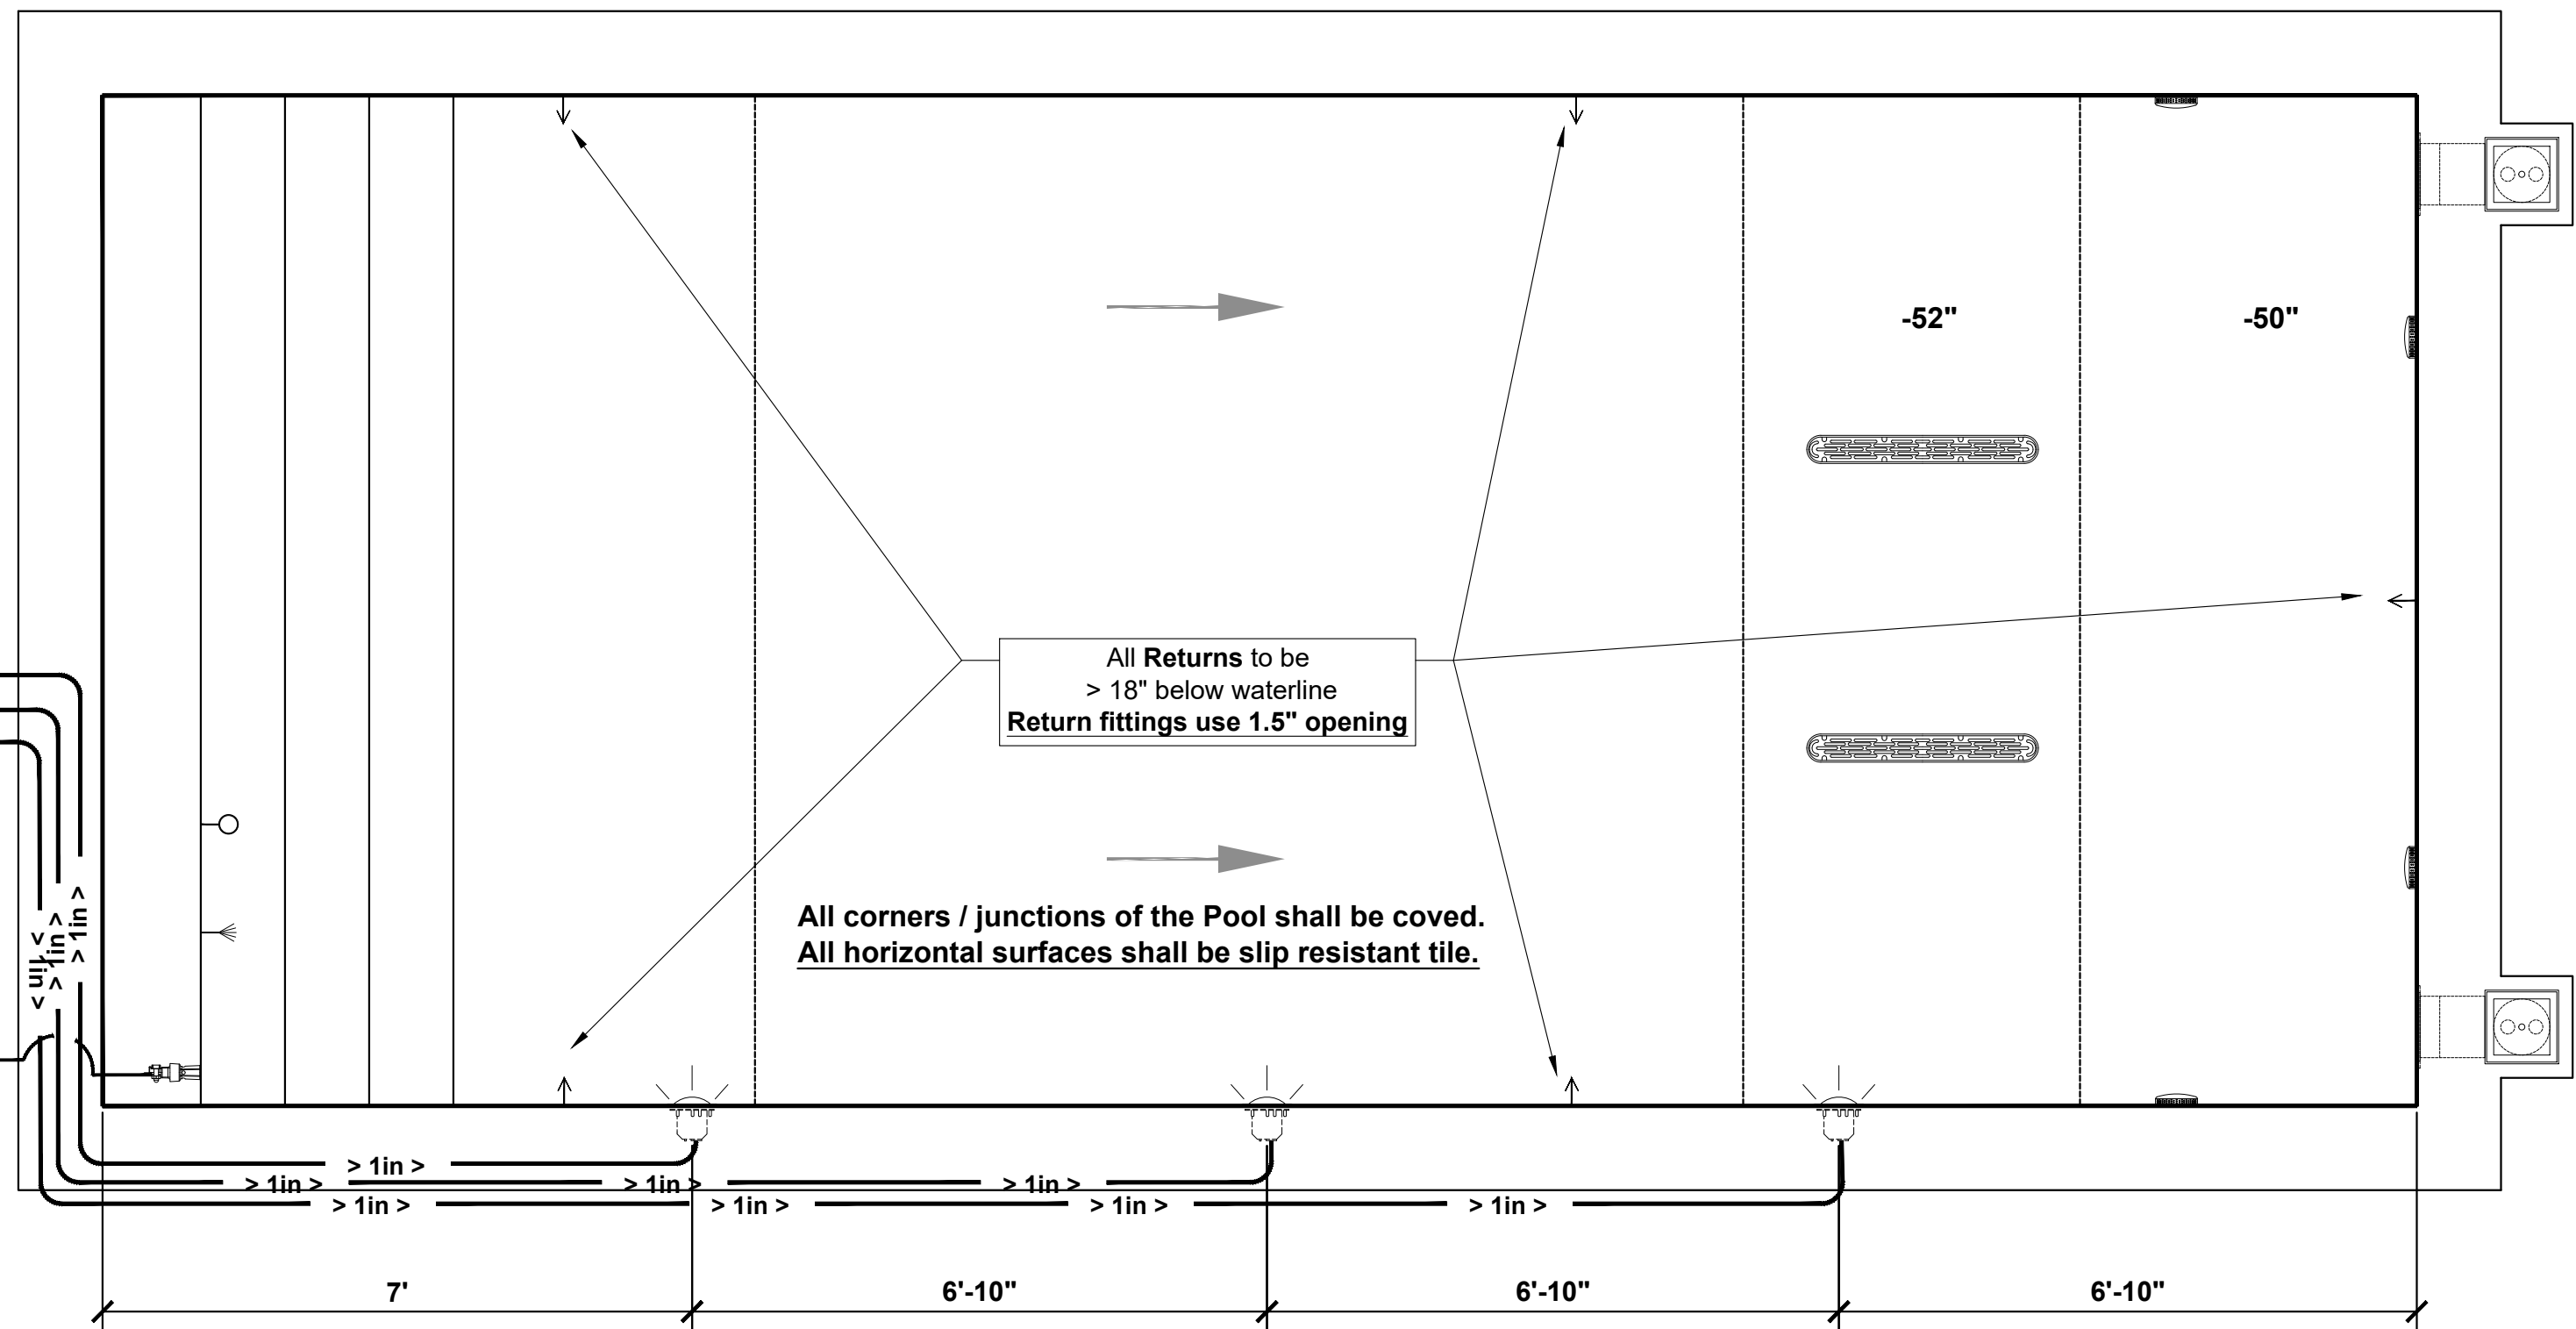 -52"
-50"
All Returns to be
> 18" below waterline
Return fittings use 1.5" opening
All corners / junctions of the Pool shall be coved.
All horizontal surfaces shall be slip resistant tile.
> 1in >
> 1in >
> 1in >
> 1in >
> 1in >
> 1in >
> 1in >
> 1in >
> 1in >
> 1in >
> 1in >
7'
6'-10"
6'-10"
6'-10"